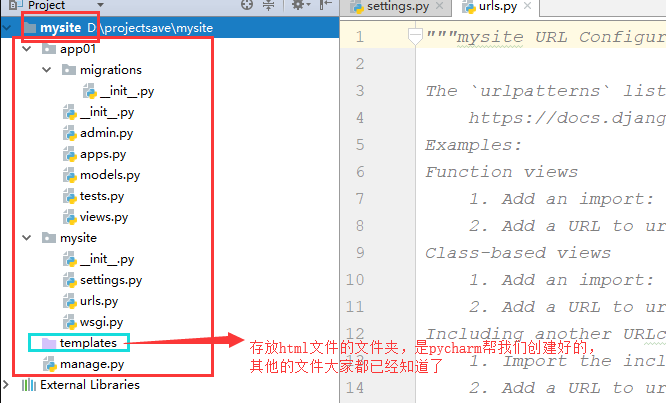 Project
mysite D \projectsave\mysite
app01
migrations
__init__.py
__init__.py
admin.py
apps.py
models.py
tests.py
views.py
mysite
__init__.py
settings.py
urls.py
wsgi.py
templates
manage.py
External Libraries
settings.py
urls.py
1 """mysite URL Configur
2
3 The `urlpatterns` list
4 https://docs.djang
5 Examples:
6 Function views
7 1. Add an import:
8 2. Add a URL to ur
9 Class-based views
10 1. Add an import:
11 2. Add a URL to ur
12 Including another URLc
13 1. Import the incl
14 2. Add a URL to ur
存放html文件的文件夹，是pycharm帮我们创建好的，
其他的文件大家都已经知道了